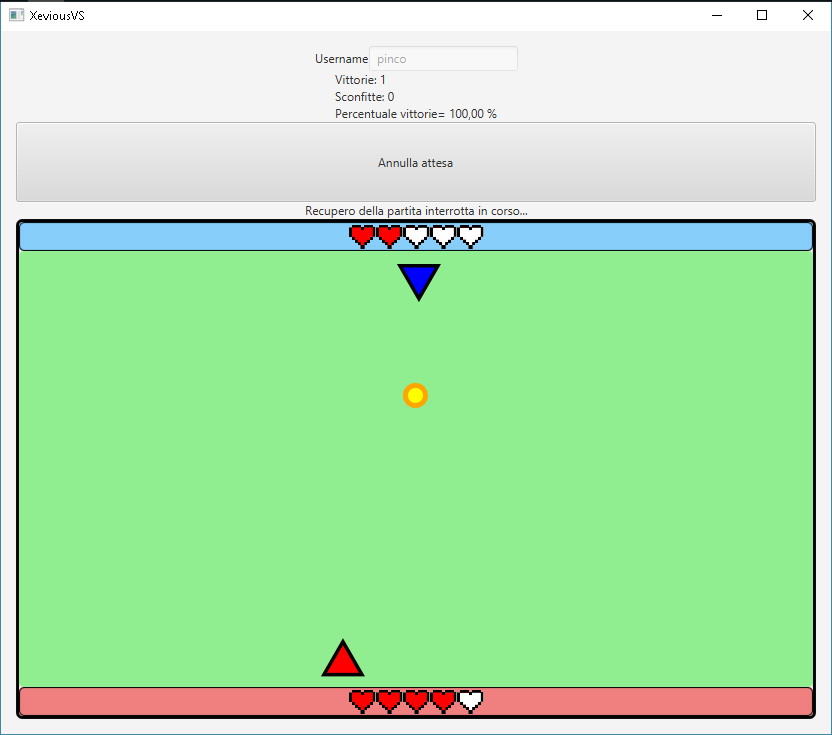 XeviousVS
Username pinco
Vittorie: 1
Sconfitte: 0
Percentuale vittorie= 100,00 %
Annulla attesa
Recupero della partita interrotta in corso...